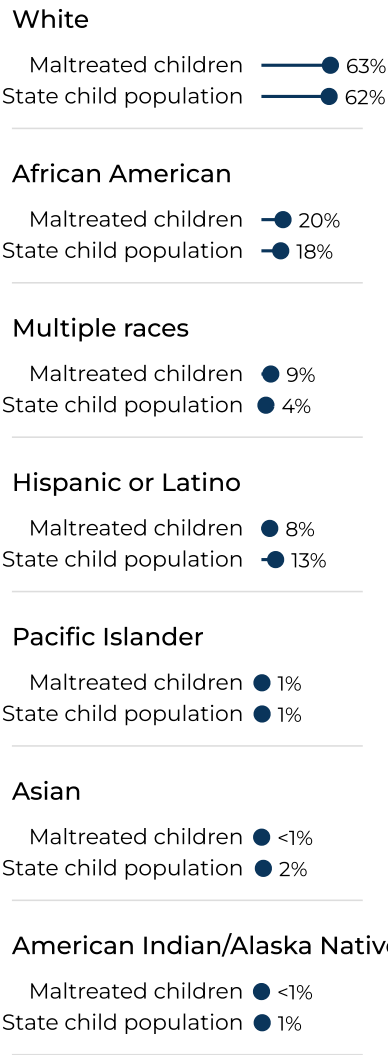 White
Maltreated children 63%
State child population 62%
African American
Maltreated children 20%
State child population 18%
Multiple races
Maltreated children 9%
State child population 4%
Hispanic or Latino
Maltreated children 8%
State child population 13%
Pacific Islander
Maltreated children 1%
State child population 1%
Asian
Maltreated children <1%
State child population 2%
American Indian/Alaska Native
Maltreated children <1%
State child population 1%